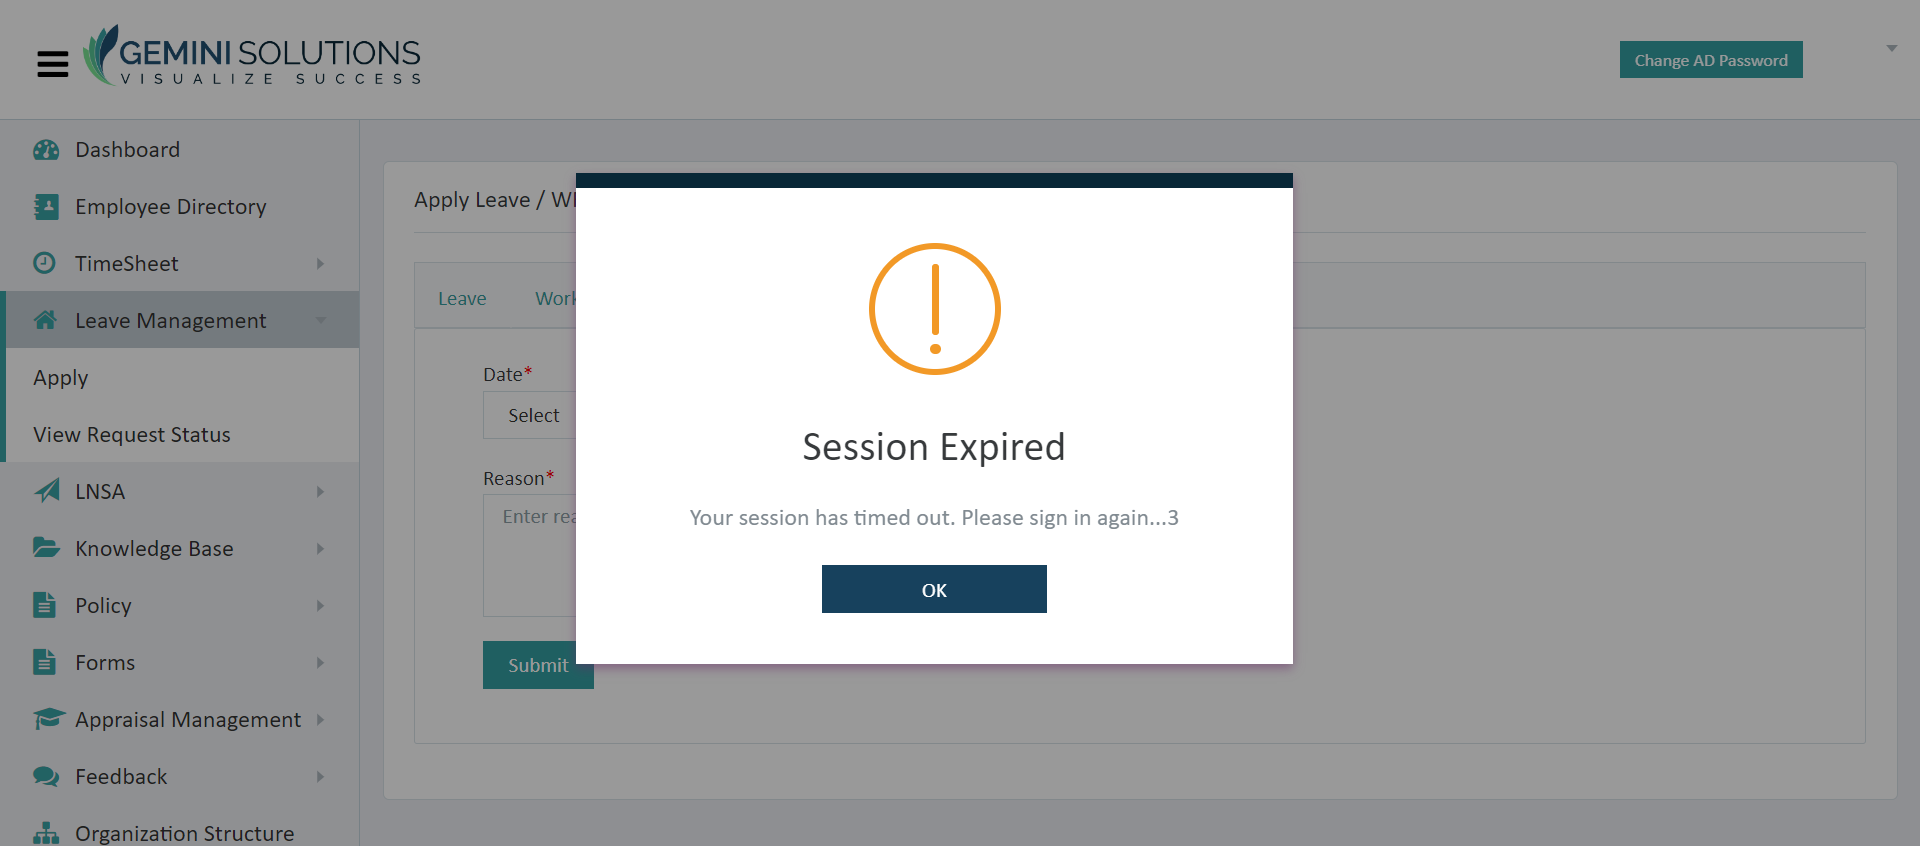 GEMINI SOLUTIONS
VISUALIZE SUCCESS
Change AD Password
Dashboard
Employee Directory
TimeSheet
Leave Management
Apply
View Request Status
LNSA
Knowledge Base
Policy
Forms
Appraisal Management
Feedback
Organization Structure
Apply Leave /
Leave
Work
Date*
Select
Reason*
Enter
Submit
Session Expired
Your session has timed out. Please sign in again...3
OK